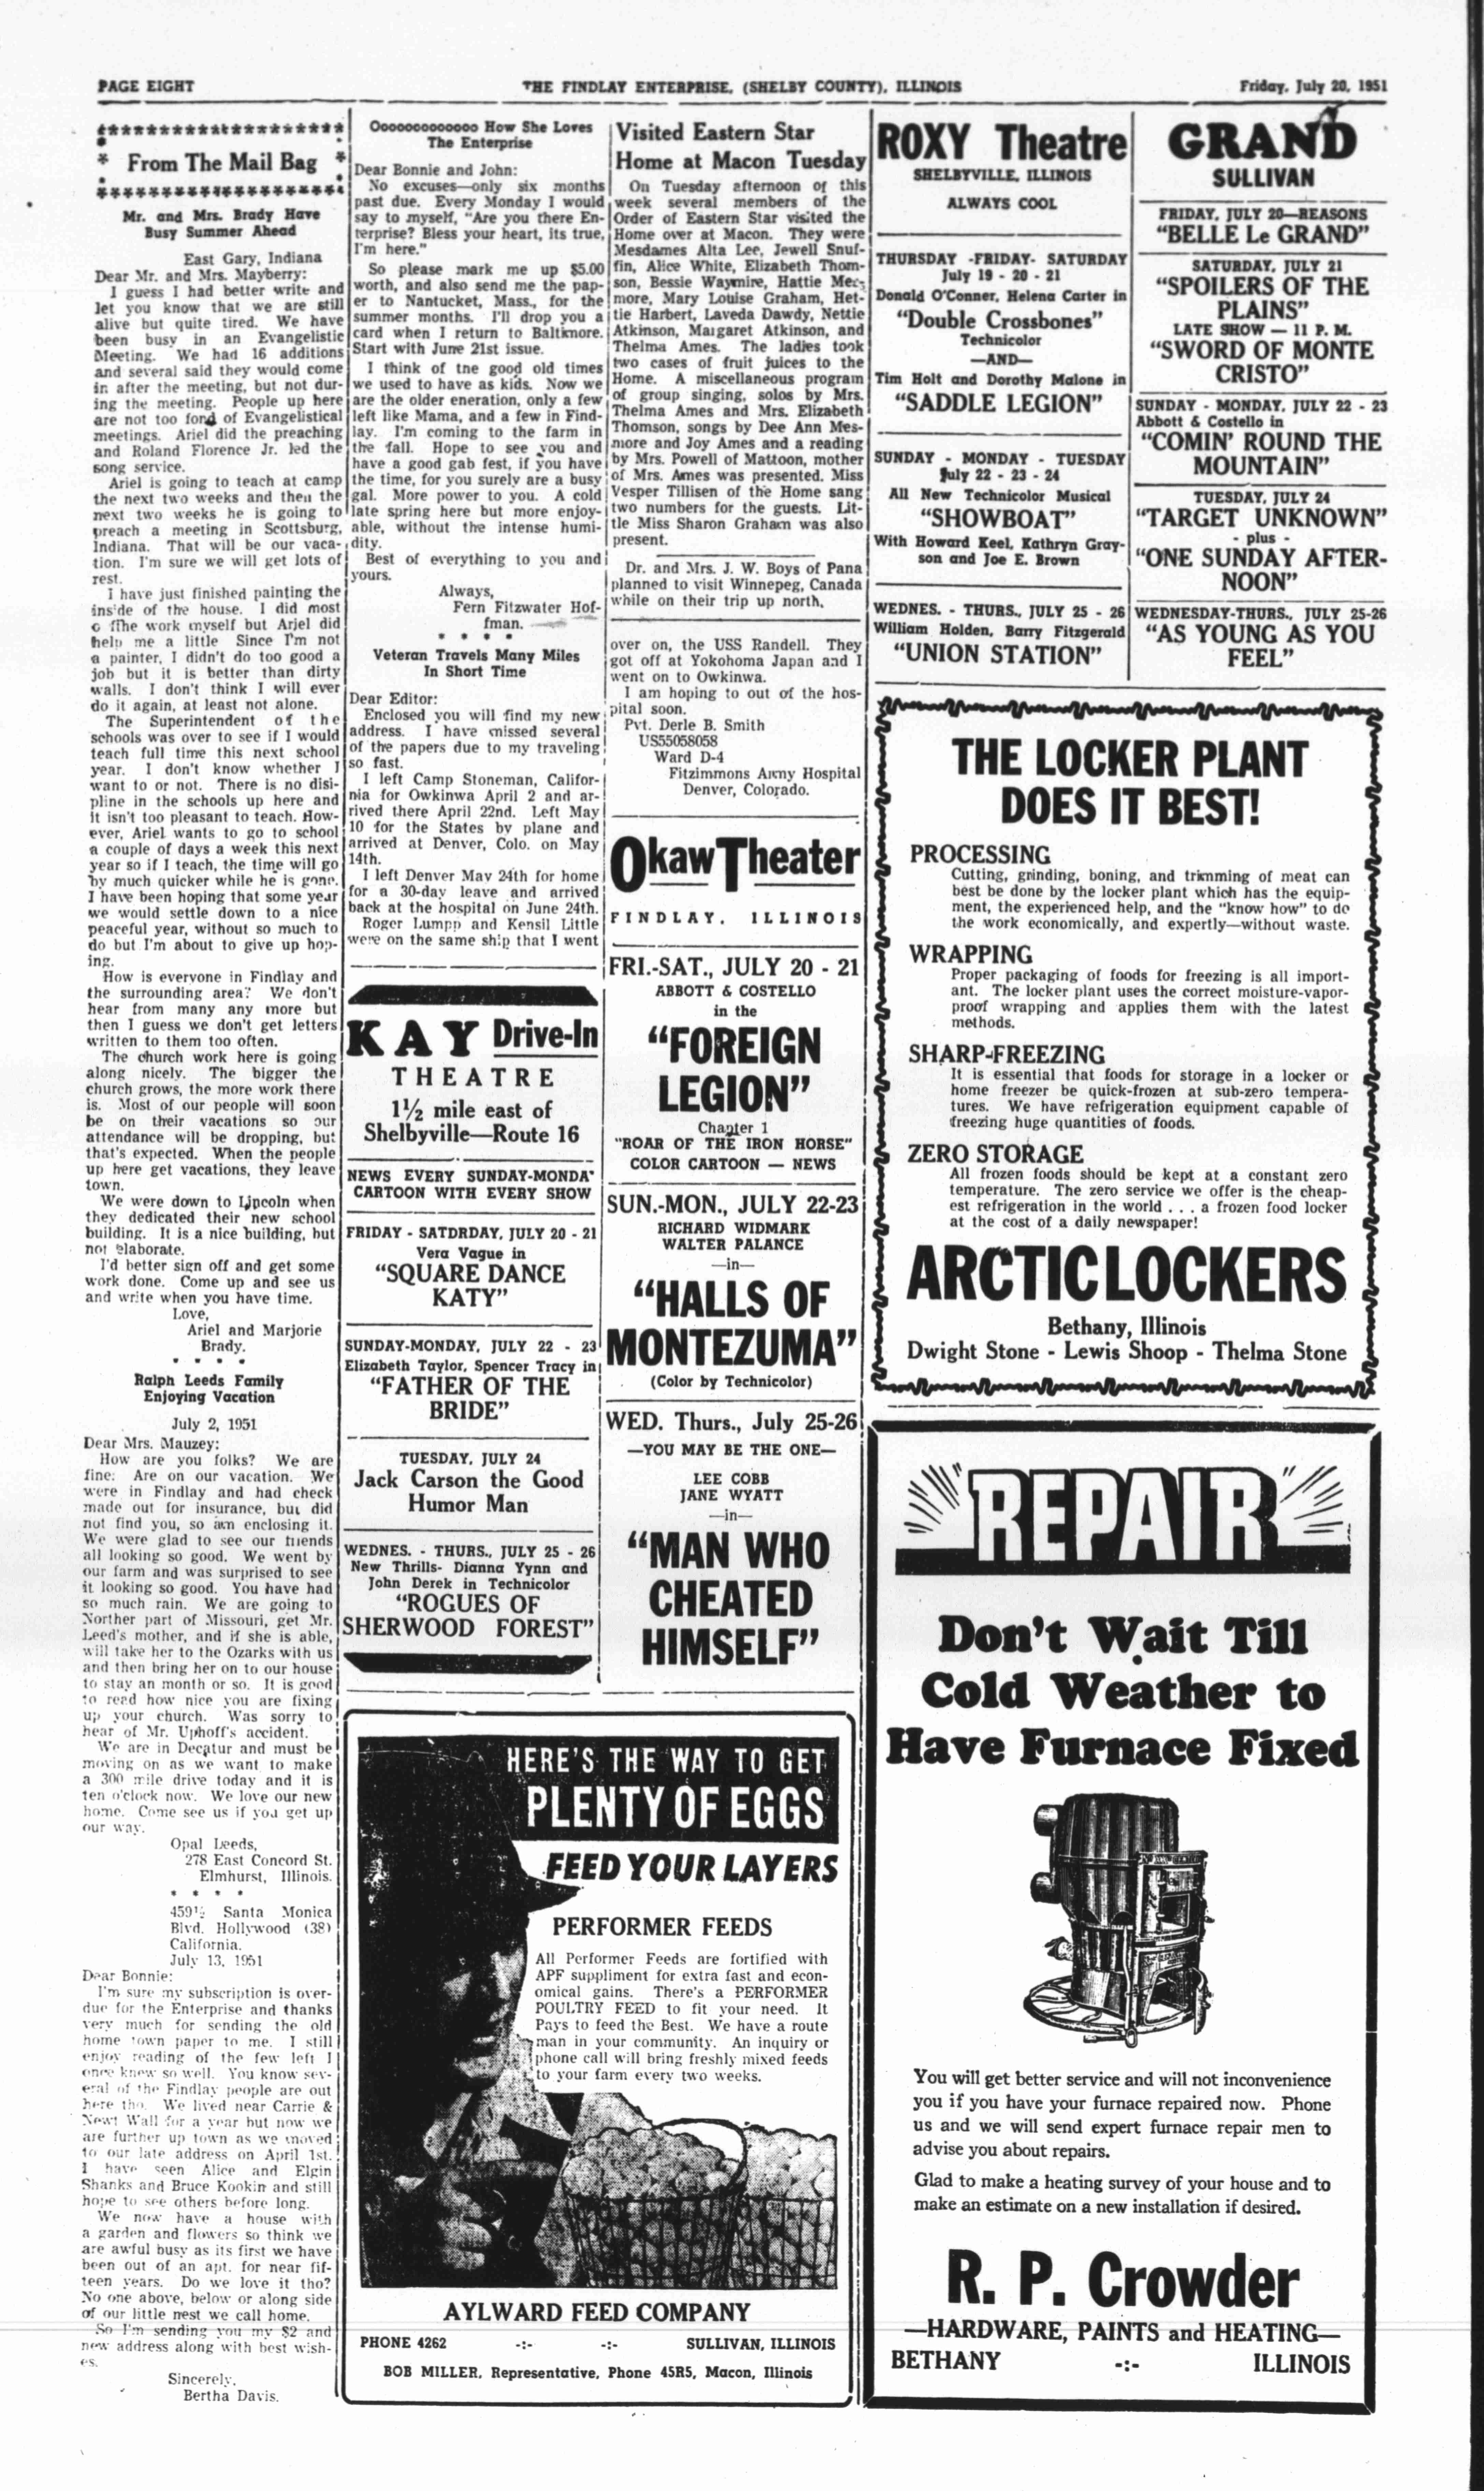 PAGE EIGHT
THE FINDLAY ENTERPRISE, (SHELBY COUNTY), ILLINOIS
Friday, July 20, 1951
From The Mail Bag
Mr. and Mrs. Brady Have
Busy Summer Ahead
East Gary, Indiana
Dear Mr. and Mrs. Mayberry:
I guess I had better write and
let you know that we are still
alive but quite tired. We have
been busy in an Evangelistic
Meeting. We had 16 additions
and several said they would come
in after the meeting, but not dur-
ing the meeting. People up here
are not too fond of Evangelistical
meetings. Ariel did the preaching
and Roland Florence Jr. led the
song service.
Ariel is going to teach at camp
the next two weeks and then the
next two weeks he is going to
preach a meeting in Scottsburg,
Indiana. That will be our vaca-
tion. I'm sure we will get lots of
rest.
I have just finished painting the
inside of the house. I did most
o fThe work myself but Ariel did
help me a little Since I'm not
a painter, I didn't do too good a
job but it is better than dirty
walls. I don't think I will ever
do it again, at least not alone.
The Superintendent of the
schools was over to see if I would
teach full time this next school
year. I don't know whether I
want to or not. There is no disi-
pline in the schools up here and
it isn't too pleasant to teach. How-
ever, Ariel wants to go to school
a couple of days a week this next
year so if I teach, the time will go
by much quicker while he is gone.
I have been hoping that some year
we would settle down to a nice
peaceful year, without so much to
do but I'm about to give up hop-
ing.
How is everyone in Findlay and
the surrounding area? We don't
hear from many any more but
then I guess we don't get letters
written to them too often.
The church work here is going
along nicely. The bigger the
church grows, the more work there
is. Most of our people will soon
be on their vacations so our
attendance will be dropping, but
that's expected. When the people
up here get vacations, they leave
town.
We were down to Lincoln when
they dedicated their new school
building. It is a nice building, but
not elaborate.
I'd better sign off and get some
work done. Come up and see us
and write when you have time.
Love,
Ariel and Marjorie
Brady.
* * * *
Ralph Leeds Family
Enjoying Vacation
July 2, 1951
Dear Mrs. Mauzey:
How are you folks? We are
fine: Are on our vacation. We
were in Findlay and had check
made out for insurance, but did
not find you, so am enclosing it.
We were glad to see our friends
all looking so good. We went by
our farm and was surprised to see
it looking so good. You have had
so much rain. We are going to
Norther part of Missouri, get Mr.
Leed's mother, and if she is able,
will take her to the Ozarks with us
and then bring her on to our house
to stay an month or so. It is good
to read how nice you are fixing
up your church. Was sorry to
hear of Mr. Uphoff's accident.
We are in Decatur and must be
moving on as we want to make
a 300 mile drive today and it is
ten o'clock now. We love our new
home. Come see us if you get up
our way.
Opal Leeds,
278 East Concord St.
Elmhurst, Illinois.
* * * *
459½ Santa Monica
Blvd. Hollywood (38)
California.
July 13, 1951
Dear Bonnie:
I'm sure my subscription is over-
due for the Enterprise and thanks
very much for sending the old
home town paper to me. I still
enjoy reading of the few left I
once knew so well. You know sev-
eral of the Findlay people are out
here tho. We lived near Carrie &
Newt Wall for a year but now we
are further up town as we moved
to our late address on April 1st.
I have seen Alice and Elgin
Shanks and Bruce Kookin and still
hope to see others before long.
We now have a house with
a garden and flowers so think we
are awful busy as its first we have
been out of an apt. for near fif-
teen years. Do we love it tho?
No one above, below or along side
of our little nest we call home.
So I'm sending you my $2 and
new address along with best wish-
es.
Sincerely,
Bertha Davis.
Ooooooooooooo How She Loves
The Enterprise
Dear Bonnie and John:
No excuses—only six months
past due. Every Monday I would
say to myself, "Are you there En-
terprise? Bless your heart, its true,
I'm here."
So please mark me up $5.00
worth, and also send me the pap-
er to Nantucket, Mass., for the
summer months. I'll drop you a
card when I return to Baltimore.
Start with June 21st issue.
I think of tne good old times
we used to have as kids. Now we
are the older eneration, only a few
left like Mama, and a few in Find-
lay. I'm coming to the farm in
the fall. Hope to see you and
have a good gab fest, if you have
the time, for you surely are a busy
gal. More power to you. A cold
late spring here but more enjoy-
able, without the intense humi-
dity.
Best of everything to you and
yours.
Always,
Fern Fitzwater Hof-
fman.
* * * *
Veteran Travels Many Miles
In Short Time
Dear Editor:
Enclosed you will find my new
address. I have missed several
of the papers due to my traveling
so fast.
I left Camp Stoneman, Califor-
nia for Owkinwa April 2 and ar-
rived there April 22nd. Left May
10 for the States by plane and
arrived at Denver, Colo. on May
14th.
I left Denver May 24th for home
for a 30-day leave and arrived
back at the hospital on June 24th.
Roger Lumpp and Kensil Little
were on the same ship that I went
over on, the USS Randell. They
got off at Yokohoma Japan and I
went on to Owkinwa.
I am hoping to out of the hos-
pital soon.
Pvt. Derle B. Smith
US55058058
Ward D-4
Fitzimmons Army Hospital
Denver, Colorado.
Visited Eastern Star
Home at Macon Tuesday
On Tuesday afternoon of this
week several members of the
Order of Eastern Star visited the
Home over at Macon. They were
Mesdames Alta Lee, Jewell Snuf-
fin, Alice White, Elizabeth Thom-
son, Bessie Waymire, Hattie Mes-
more, Mary Louise Graham, Het-
tie Harbert, Laveda Dawdy, Nettie
Atkinson, Margaret Atkinson, and
Thelma Ames. The ladies took
two cases of fruit juices to the
Home. A miscellaneous program
of group singing, solos by Mrs.
Thelma Ames and Mrs. Elizabeth
Thomson, songs by Dee Ann Mes-
more and Joy Ames and a reading
by Mrs. Powell of Mattoon, mother
of Mrs. Ames was presented. Miss
Vesper Tillisen of the Home sang
two numbers for the guests. Lit-
tle Miss Sharon Graham was also
present.
Dr. and Mrs. J. W. Boys of Pana
planned to visit Winnepeg, Canada
while on their trip up north.
KAY Drive-In
THEATRE
1½ mile east of
Shelbyville—Route 16
NEWS EVERY SUNDAY-MONDA'
CARTOON WITH EVERY SHOW
FRIDAY - SATDRDAY, JULY 20 - 21
Vera Vague in
"SQUARE DANCE
KATY"
SUNDAY-MONDAY, JULY 22 - 23
Elizabeth Taylor, Spencer Tracy in
"FATHER OF THE
BRIDE"
TUESDAY, JULY 24
Jack Carson the Good
Humor Man
WEDNES. - THURS., JULY 25 - 26
New Thrills- Dianna Yynn and
John Derek in Technicolor
"ROGUES OF
SHERWOOD FOREST"
Okaw Theater
FINDLAY, ILLINOIS
FRI.-SAT., JULY 20 - 21
ABBOTT & COSTELLO
in the
"FOREIGN
LEGION"
Chapter 1
"ROAR OF THE IRON HORSE"
COLOR CARTOON — NEWS
SUN.-MON., JULY 22-23
RICHARD WIDMARK
WALTER PALANCE
—in—
"HALLS OF
MONTEZUMA"
(Color by Technicolor)
WED. Thurs., July 25-26
—YOU MAY BE THE ONE—
LEE COBB
JANE WYATT
—in—
"MAN WHO
CHEATED
HIMSELF"
ROXY Theatre
SHELBYVILLE, ILLINOIS
ALWAYS COOL
THURSDAY -FRIDAY- SATURDAY
July 19 - 20 - 21
Donald O'Conner, Helena Carter in
"Double Crossbones"
Technicolor
—AND—
Tim Holt and Dorothy Malone in
"SADDLE LEGION"
SUNDAY - MONDAY - TUESDAY
July 22 - 23 - 24
All New Technicolor Musical
"SHOWBOAT"
With Howard Keel, Kathryn Gray-
son and Joe E. Brown
WEDNES. - THURS., JULY 25 - 26
William Holden, Barry Fitzgerald
"UNION STATION"
GRAND
SULLIVAN
FRIDAY, JULY 20—REASONS
"BELLE Le GRAND"
SATURDAY, JULY 21
"SPOILERS OF THE
PLAINS"
LATE SHOW — 11 P. M.
"SWORD OF MONTE
CRISTO"
SUNDAY - MONDAY, JULY 22 - 23
Abbott & Costello in
"COMIN' ROUND THE
MOUNTAIN"
TUESDAY, JULY 24
"TARGET UNKNOWN"
- plus -
"ONE SUNDAY AFTER-
NOON"
WEDNESDAY-THURS., JULY 25-26
"AS YOUNG AS YOU
FEEL"
THE LOCKER PLANT
DOES IT BEST!
PROCESSING
Cutting, grinding, boning, and trimming of meat can
best be done by the locker plant which has the equip-
ment, the experienced help, and the "know how" to do
the work economically, and expertly—without waste.
WRAPPING
Proper packaging of foods for freezing is all import-
ant. The locker plant uses the correct moisture-vapor-
proof wrapping and applies them with the latest
methods.
SHARP-FREEZING
It is essential that foods for storage in a locker or
home freezer be quick-frozen at sub-zero tempera-
tures. We have refrigeration equipment capable of
freezing huge quantities of foods.
ZERO STORAGE
All frozen foods should be kept at a constant zero
temperature. The zero service we offer is the cheap-
est refrigeration in the world . . . a frozen food locker
at the cost of a daily newspaper!
ARCTIC LOCKERS
Bethany, Illinois
Dwight Stone - Lewis Shoop - Thelma Stone
HERE'S THE WAY TO GET
PLENTY OF EGGS
FEED YOUR LAYERS
PERFORMER FEEDS
All Performer Feeds are fortified with
APF suppliment for extra fast and econ-
omical gains. There's a PERFORMER
POULTRY FEED to fit your need. It
Pays to feed the Best. We have a route
man in your community. An inquiry or
phone call will bring freshly mixed feeds
to your farm every two weeks.
AYLWARD FEED COMPANY
PHONE 4262 -:- -:- SULLIVAN, ILLINOIS
BOB MILLER, Representative, Phone 45R5, Macon, Illinois
REPAIR
Don't Wait Till
Cold Weather to
Have Furnace Fixed
You will get better service and will not inconvenience
you if you have your furnace repaired now. Phone
us and we will send expert furnace repair men to
advise you about repairs.
Glad to make a heating survey of your house and to
make an estimate on a new installation if desired.
R. P. Crowder
—HARDWARE, PAINTS and HEATING—
BETHANY -:- ILLINOIS